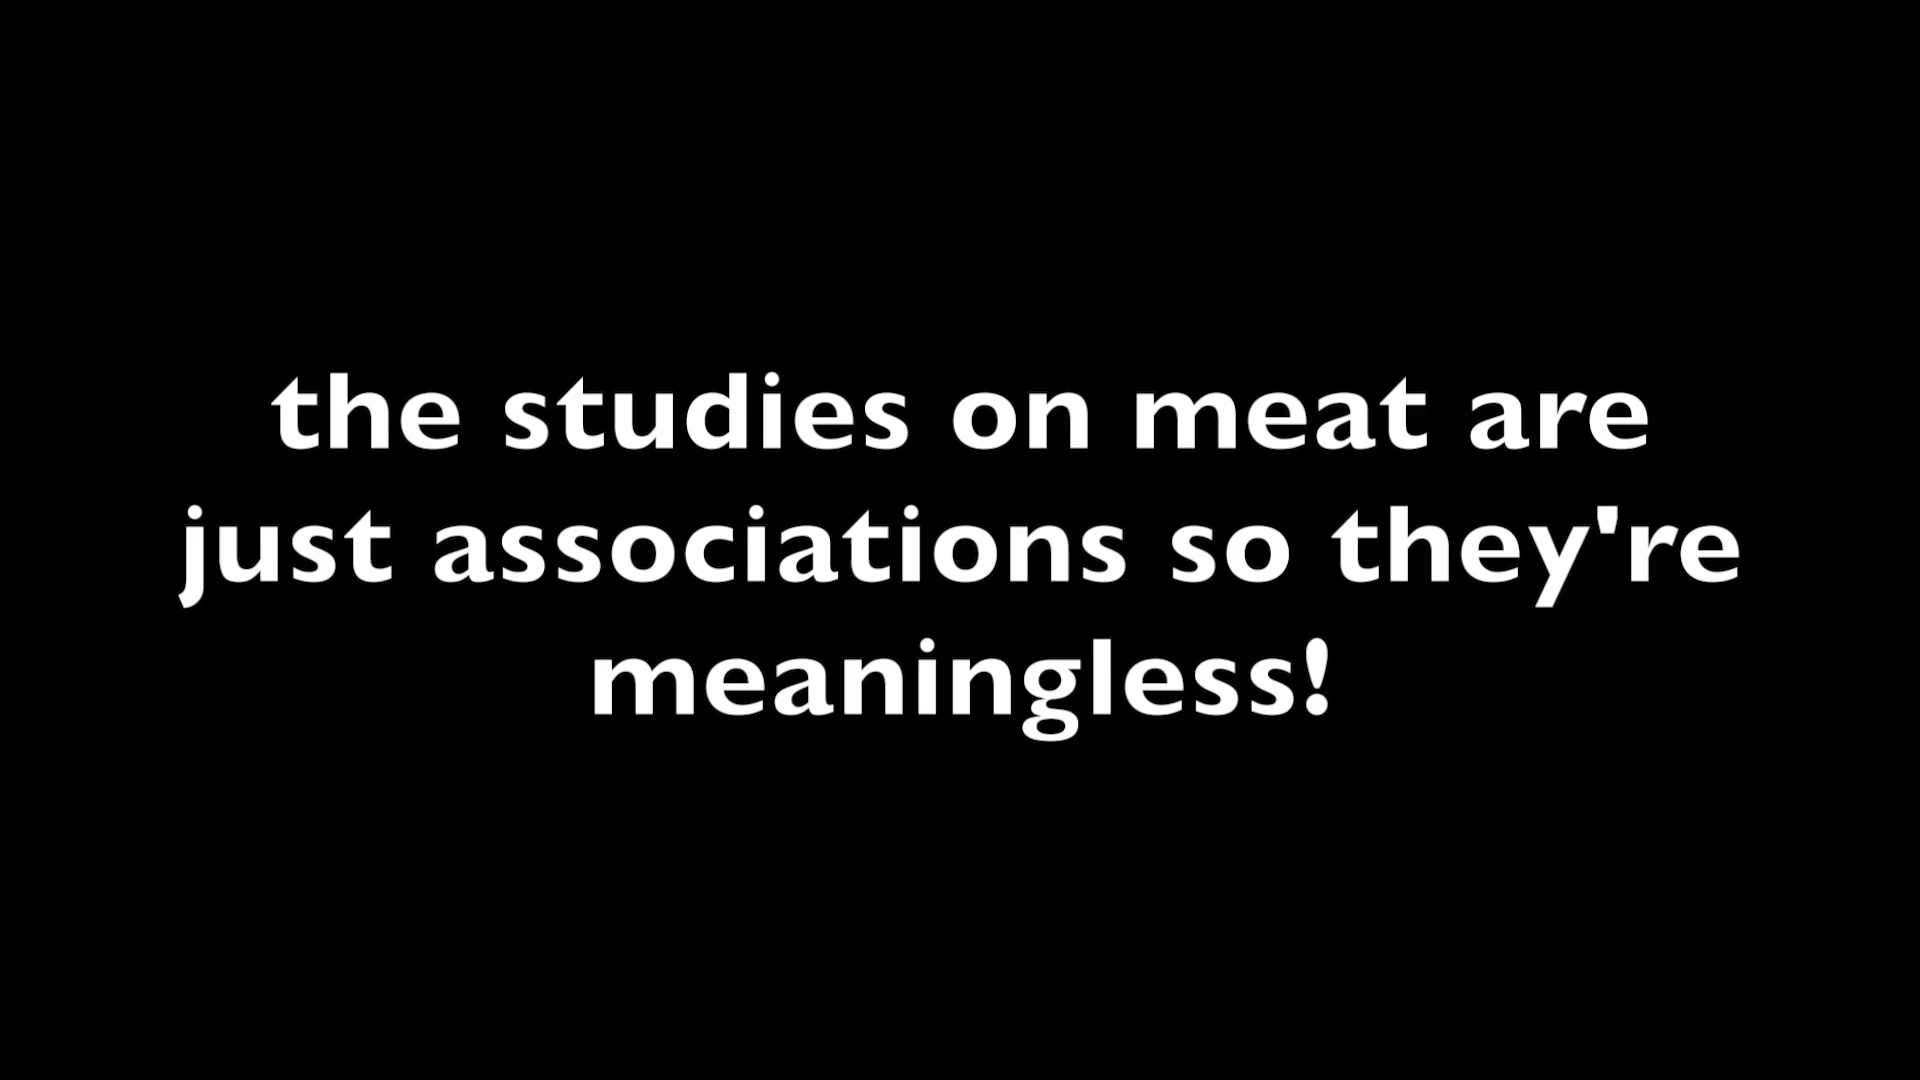 the studies on meat are
just associations so they're
meaningless!